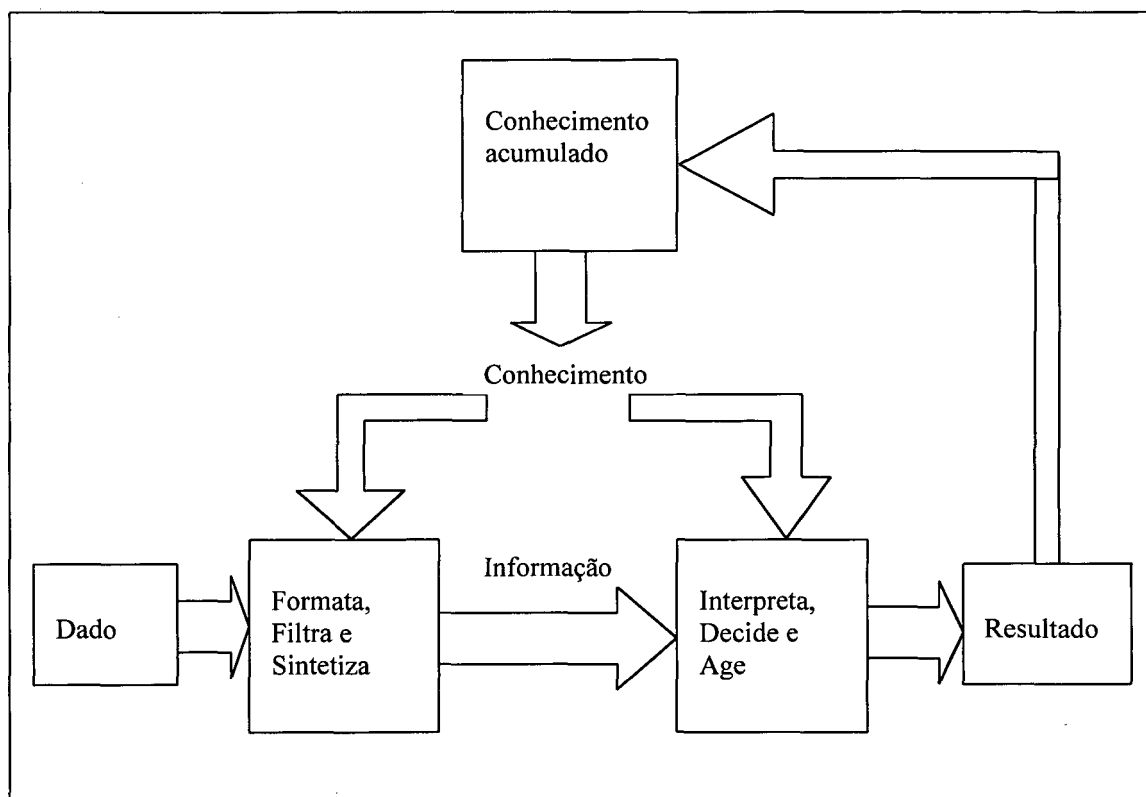 Conhecimento
acumulado
Conhecimento
Dado
Formata,
Filtra e
Sintetiza
Informação
Interpreta,
Decide e
Age
Resultado